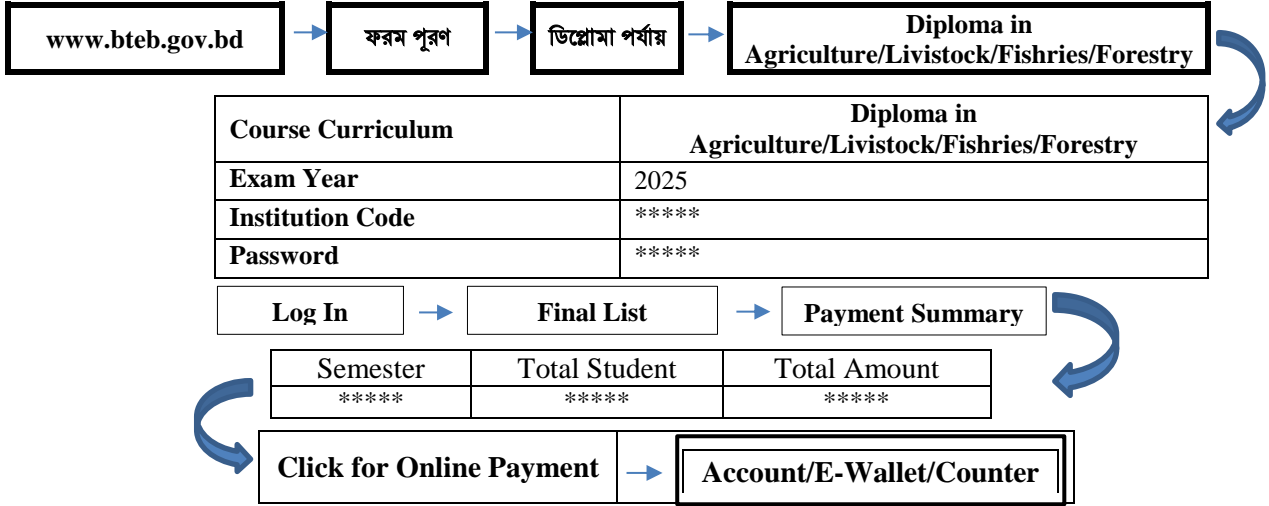 www.bteb.gov.bd
ফরম পূরণ
ডিপ্লোমা পর্যায়
Diploma in
Agriculture/Livistock/Fishries/Forestry
Course Curriculum
Diploma in
Agriculture/Livistock/Fishries/Forestry
Exam Year
2025
Institution Code
*****
Password
*****
Log In
Final List
Payment Summary
Semester
Total Student
Total Amount
*****
*****
*****
Click for Online Payment
Account/E-Wallet/Counter